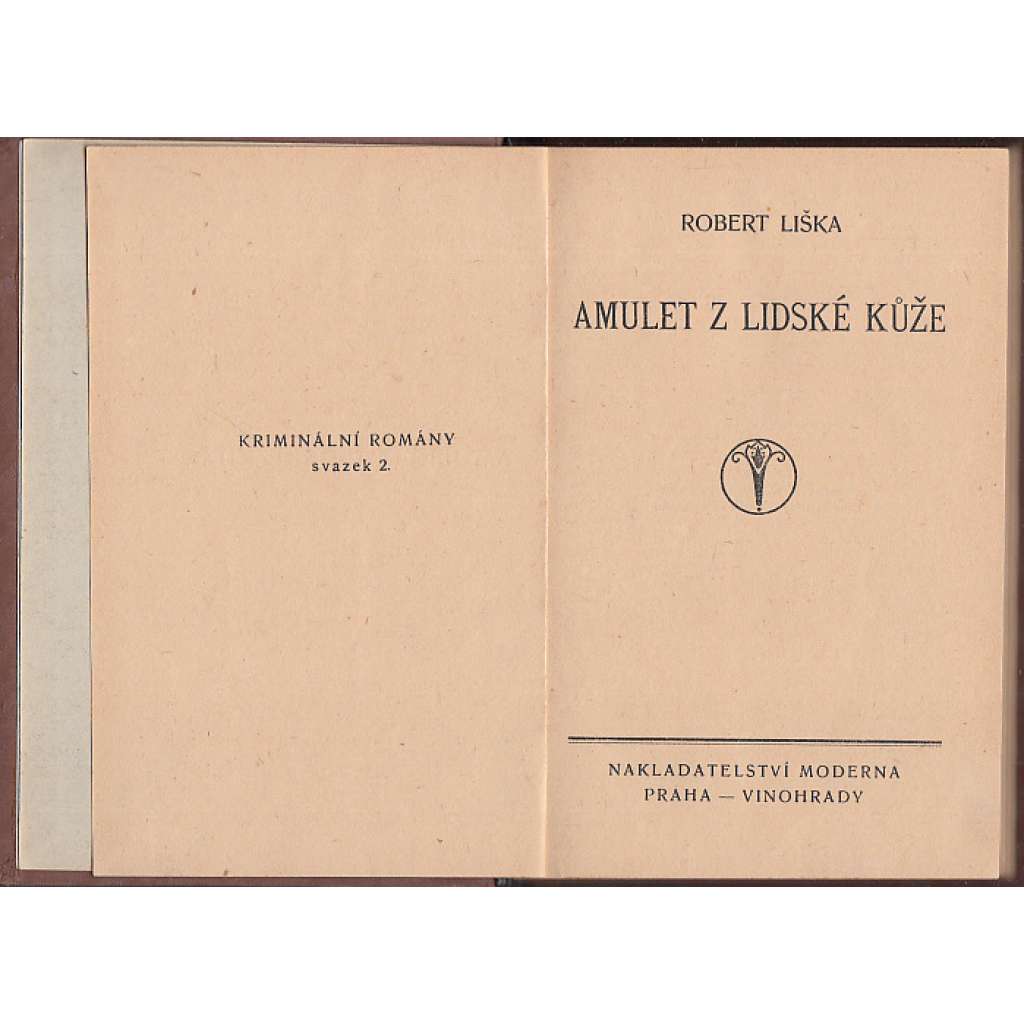 KRIMINÁLNÍ ROMÁNY
svazek 2.
ROBERT LIŠKA
AMULET Z LIDSKÉ KŮŽE
NAKLADATELSTVÍ MODERNA
PRAHA — VINOHRADY